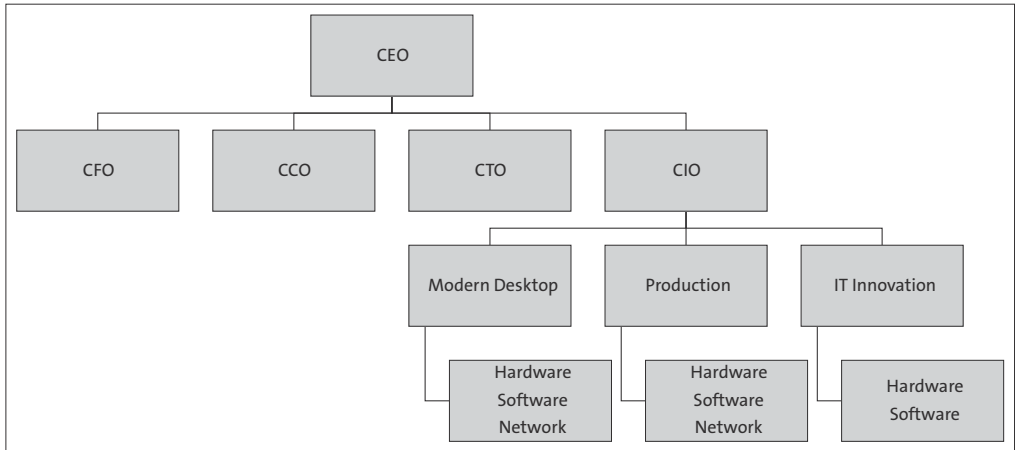 CEO
CFO
CCO
CTO
CIO
Modern Desktop
Production
IT Innovation
Hardware
Software
Network
Hardware
Software
Network
Hardware
Software